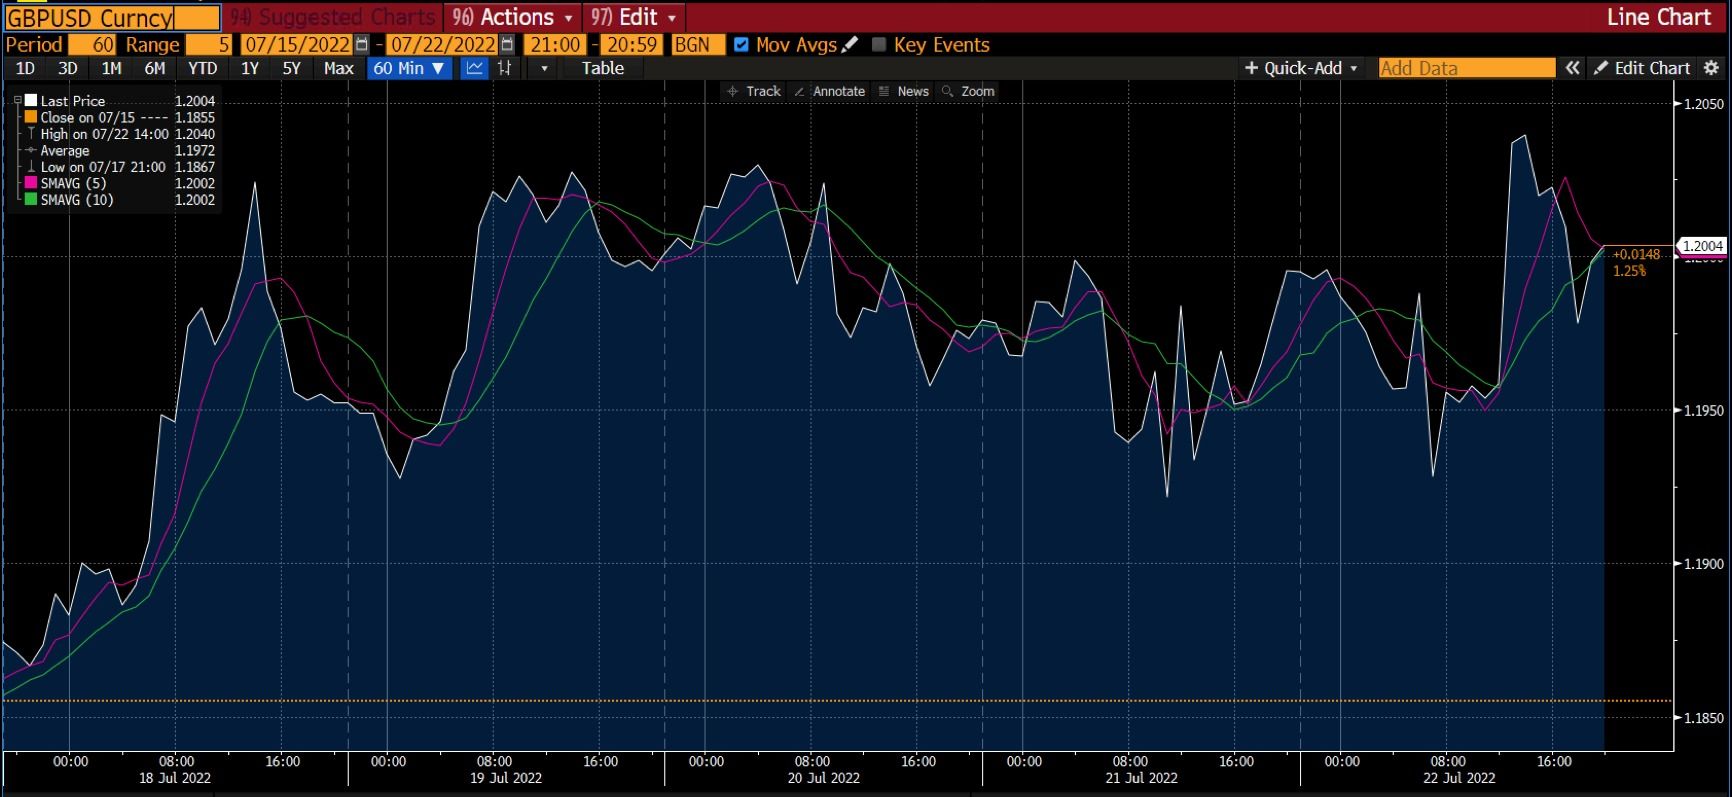 GBPUSD Curncy 94) Suggested Charts 96) Actions 97) Edit Line Chart
Period 60 Range 5 07/15/2022 - 07/22/2022 21:00 - 20:59 BGN Mov Avgs Key Events
1D 3D 1M 6M YTD 1Y 5Y Max 60 Min ▼ Table + Quick-Add Add Data « Edit Chart
Track Annotate News Zoom
Last Price 1.2004
Close on 07/15 ---- 1.1855
High on 07/22 14:00 1.2040
Average 1.1972
Low on 07/17 21:00 1.1867
SMAVG (5) 1.2002
SMAVG (10) 1.2002
1.2050
1.2004
+0.0148
1.25%
1.1950
1.1900
1.1850
00:00 08:00 16:00 00:00 08:00 16:00 00:00 08:00 16:00 00:00 08:00 16:00 00:00 08:00 16:00
18 Jul 2022 19 Jul 2022 20 Jul 2022 21 Jul 2022 22 Jul 2022